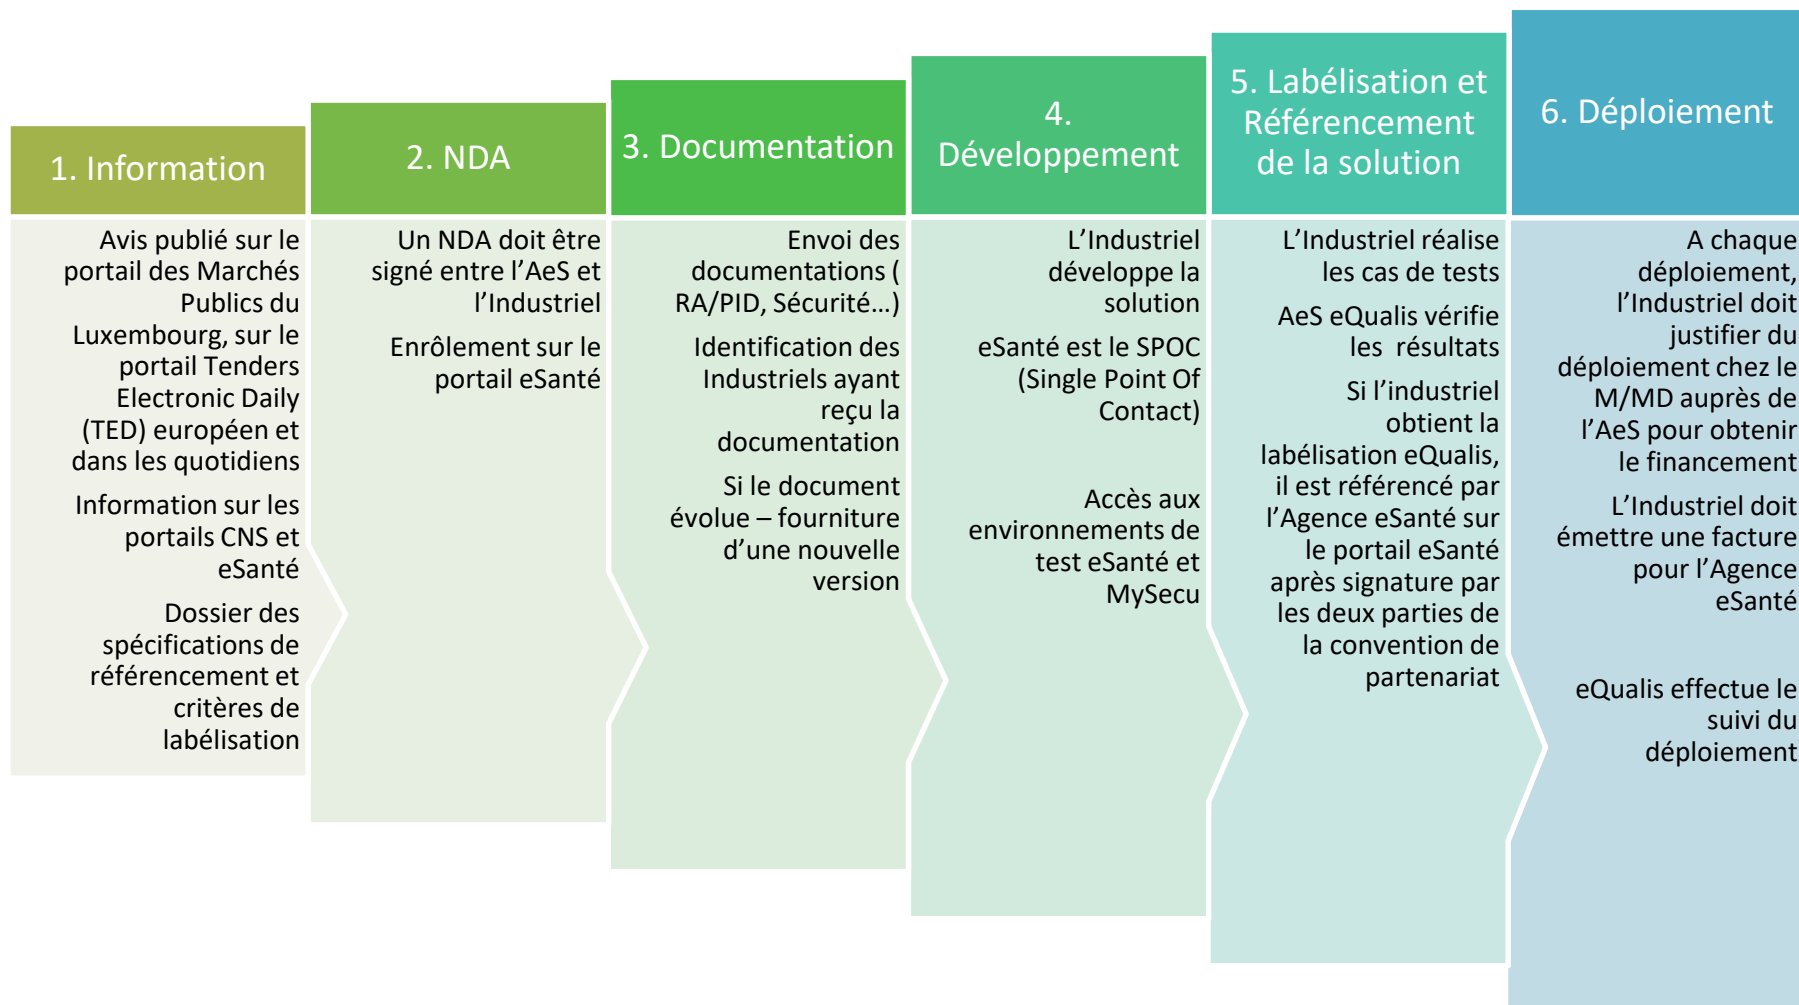 1. Information
Avis publié sur le
portail des Marchés
Publics du
Luxembourg, sur le
portail Tenders
Electronic Daily
(TED) européen et
dans les quotidiens
Information sur les
portails CNS et
eSanté
Dossier des
spécifications de
référencement et
critères de
labélisation
2. NDA
Un NDA doit être
signé entre l’AeS et
l’Industriel
Enrôlement sur le
portail eSanté
3. Documentation
Envoi des
documentations (
RA/PID, Sécurité…)
Identification des
Industriels ayant
reçu la
documentation
Si le document
évolue – fourniture
d’une nouvelle
version
4.
Développement
L’Industriel
développe la
solution
eSanté est le SPOC
(Single Point Of
Contact)
Accès aux
environnements de
test eSanté et
MySecu
5. Labélisation et
Référencement
de la solution
L’Industriel réalise
les cas de tests
AeS eQualis vérifie
les  résultats
Si l’industriel
obtient la
labélisation eQualis,
il est référencé par
l’Agence eSanté sur
le portail eSanté
après signature par
les deux parties de
la convention de
partenariat
6. Déploiement
A chaque
déploiement,
l’Industriel doit
justifier du
déploiement chez le
M/MD auprès de
l’AeS pour obtenir
le financement
L’Industriel doit
émettre une facture
pour l’Agence
eSanté
eQualis effectue le
suivi du
déploiement